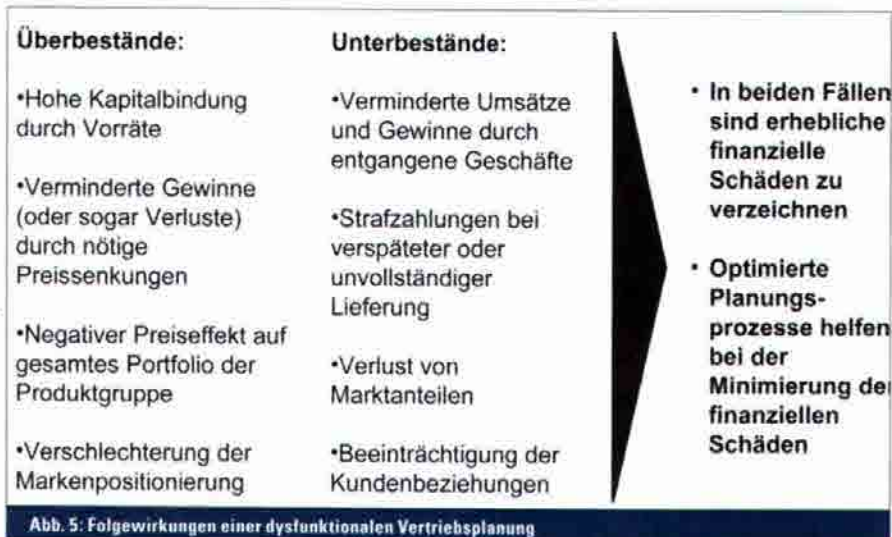 Überbestände:
•Hohe Kapitalbindung
durch Vorräte
•Verminderte Gewinne
(oder sogar Verluste)
durch nötige
Preissenkungen
•Negativer Preiseffekt auf
gesamtes Portfolio der
Produktgruppe
•Verschlechterung der
Markenpositionierung
Unterbestände:
•Verminderte Umsätze
und Gewinne durch
entgangene Geschäfte
•Strafzahlungen bei
verspäteter oder
unvollständiger
Lieferung
•Verlust von
Marktanteilen
•Beeinträchtigung der
Kundenbeziehungen
• In beiden Fällen
sind erhebliche
finanzielle
Schäden zu
verzeichnen
• Optimierte
Planungs-
prozesse helfen
bei der
Minimierung der
finanziellen
Schäden
Abb. 5: Folgewirkungen einer dysfunktionalen Vertriebsplanung